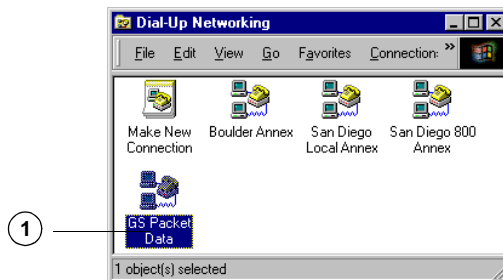 Dial-Up Networking
File Edit View Go Favorites Connection: »
Make New
Connection
Boulder Annex
San Diego
Local Annex
San Diego 800
Annex
1
GS Packet
Data
1 object(s) selected